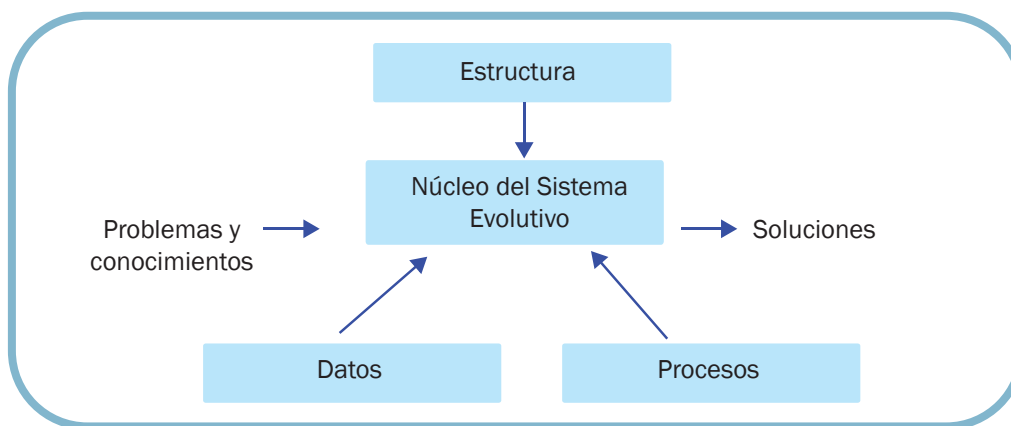 Estructura
Núcleo del Sistema
Evolutivo
Problemas y
conocimientos
Soluciones
Datos
Procesos